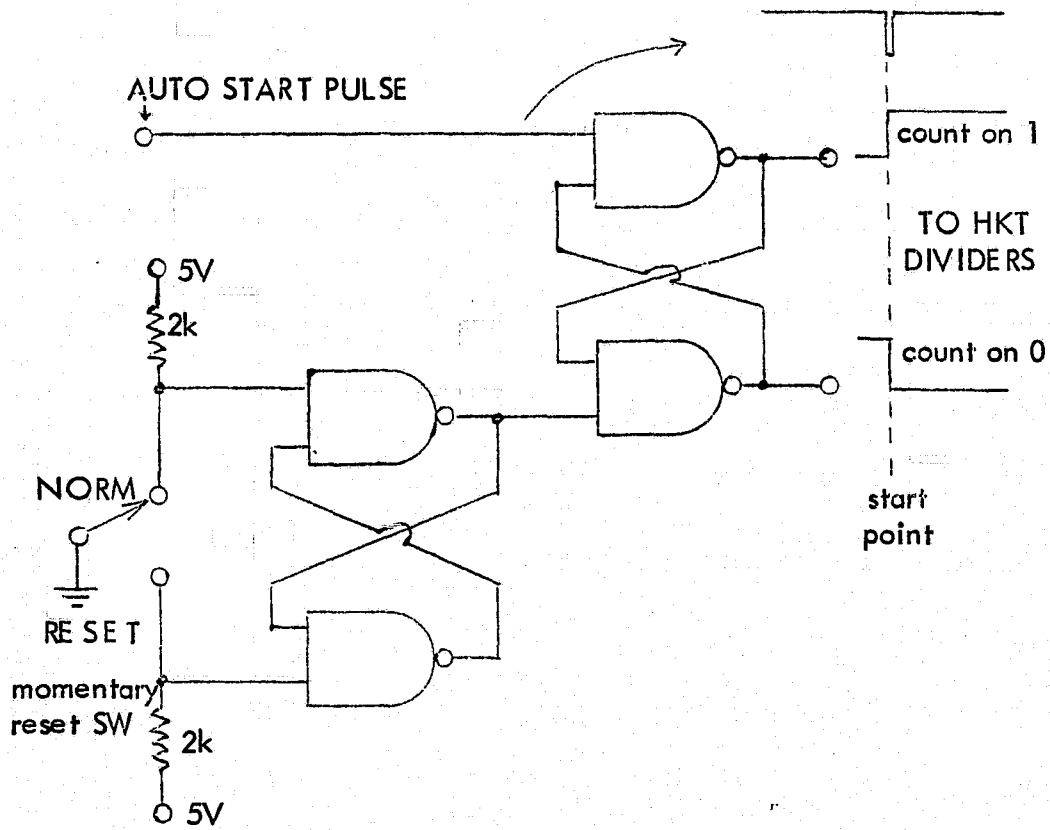 AUTO START PULSE
count on 1
TO HKT
DIVIDERS
5V
2k
count on 0
NORM
start
point
RESET
momentary
reset SW
2k
5V